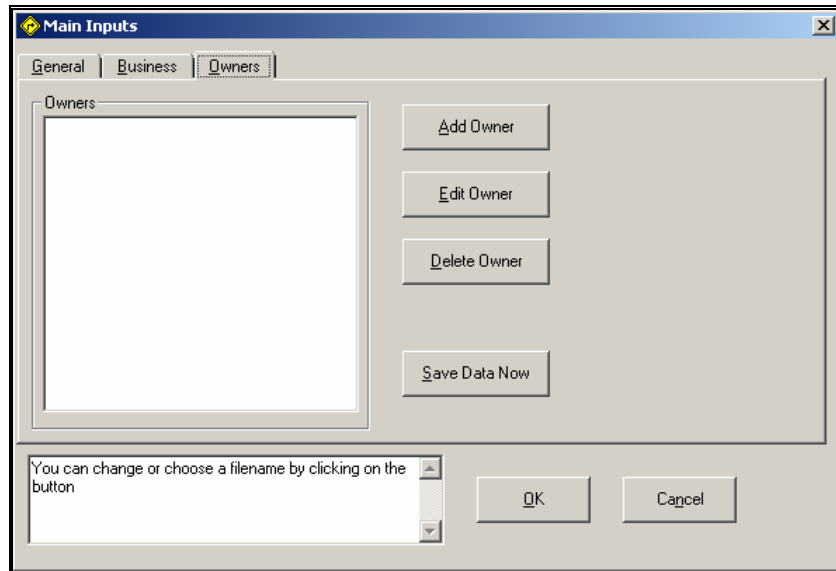 Main Inputs
General
Business
Owners
Owners
Add Owner
Edit Owner
Delete Owner
Save Data Now
You can change or choose a filename by clicking on the
button
OK
Cancel